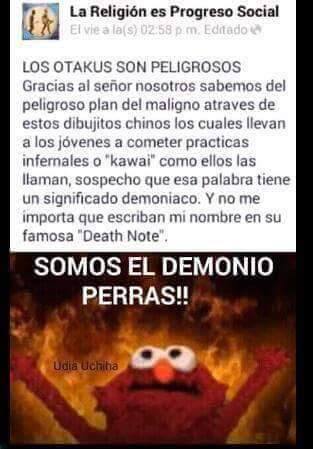 La Religión es Progreso Social
El vie a la(s) 02:58 p.m. Editado
LOS OTAKUS SON PELIGROSOS
Gracias al señor nosotros sabemos del
peligroso plan del maligno atraves de
estos dibujitos chinos los cuales llevan
a los jóvenes a cometer practicas
infernales o "kawai" como ellos las
llaman, sospecho que esa palabra tiene
un significado demoniaco. Y no me
importa que escriban mi nombre en su
famosa "Death Note".
SOMOS EL DEMONIO
PERRAS!!
Udia Uchiha